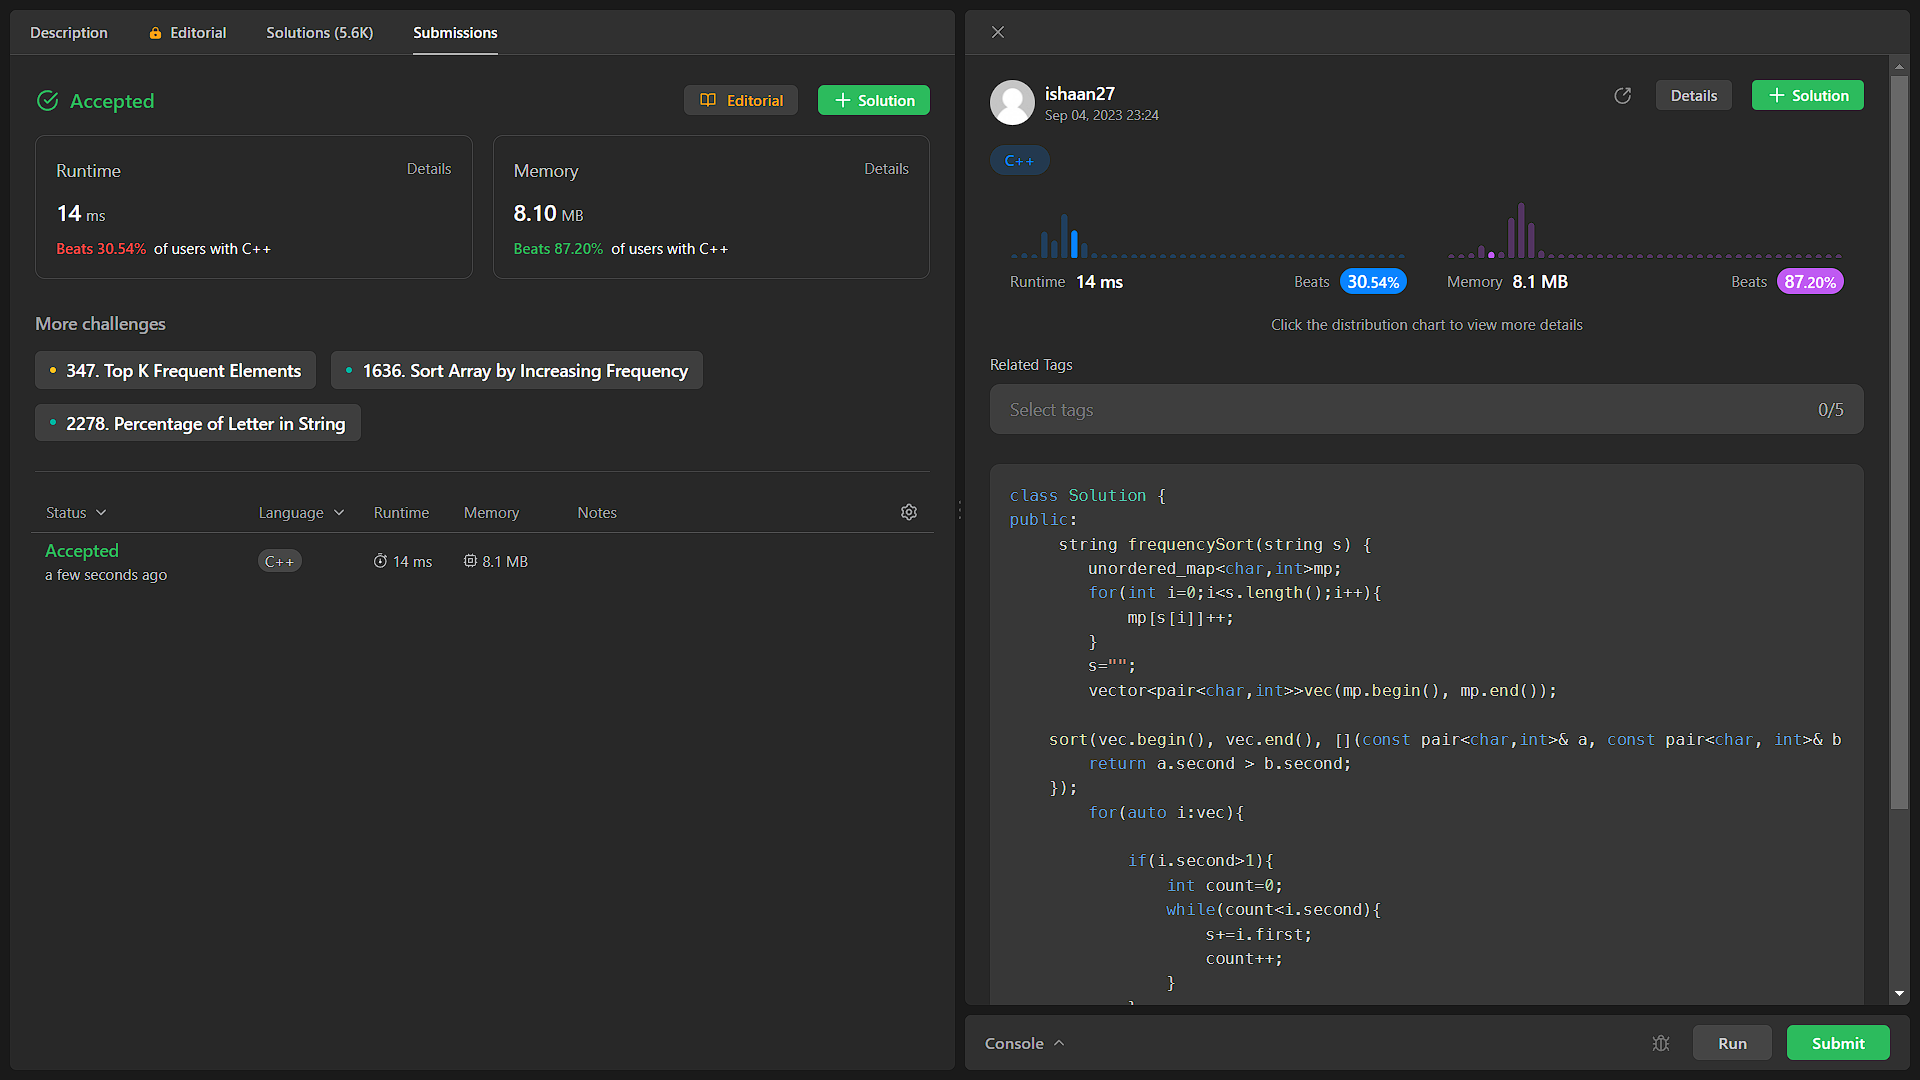 Description
Editorial
Solutions (5.6K)
Submissions
Accepted
Editorial
Solution
Runtime
Details
14 ms
Beats 30.54% of users with C++
Memory
Details
8.10 MB
Beats 87.20% of users with C++
More challenges
347. Top K Frequent Elements
1636. Sort Array by Increasing Frequency
2278. Percentage of Letter in String
Status
Language
Runtime
Memory
Notes
Accepted
a few seconds ago
C++
14 ms
8.1 MB
ishaan27
Sep 04, 2023 23:24
Details
Solution
C++
Runtime 14 ms
Beats 30.54%
Memory 8.1 MB
Beats 87.20%
Click the distribution chart to view more details
Related Tags
Select tags
0/5
class Solution {
public:
     string frequencySort(string s) {
        unordered_map<char,int>mp;
        for(int i=0;i<s.length();i++){
            mp[s[i]]++;
        }
        s="";
        vector<pair<char,int>>vec(mp.begin(), mp.end());
    sort(vec.begin(), vec.end(), [](const pair<char,int>& a, const pair<char, int>& b
        return a.second > b.second;
    });
        for(auto i:vec){
            if(i.second>1){
                int count=0;
                while(count<i.second){
                    s+=i.first;
                    count++;
                }
Console
Run
Submit